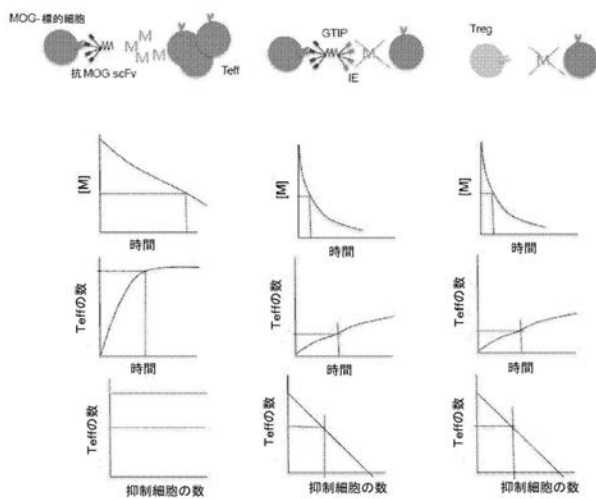 MOG-標的細胞
抗 MOG scFv
M
M
M
M
Teff
GTIP
IE
M
Treg
M
[M]
時間
[M]
時間
[M]
時間
Teffの数
時間
Teffの数
時間
Teffの数
時間
Teffの数
抑制細胞の数
Teffの数
抑制細胞の数
Teffの数
抑制細胞の数